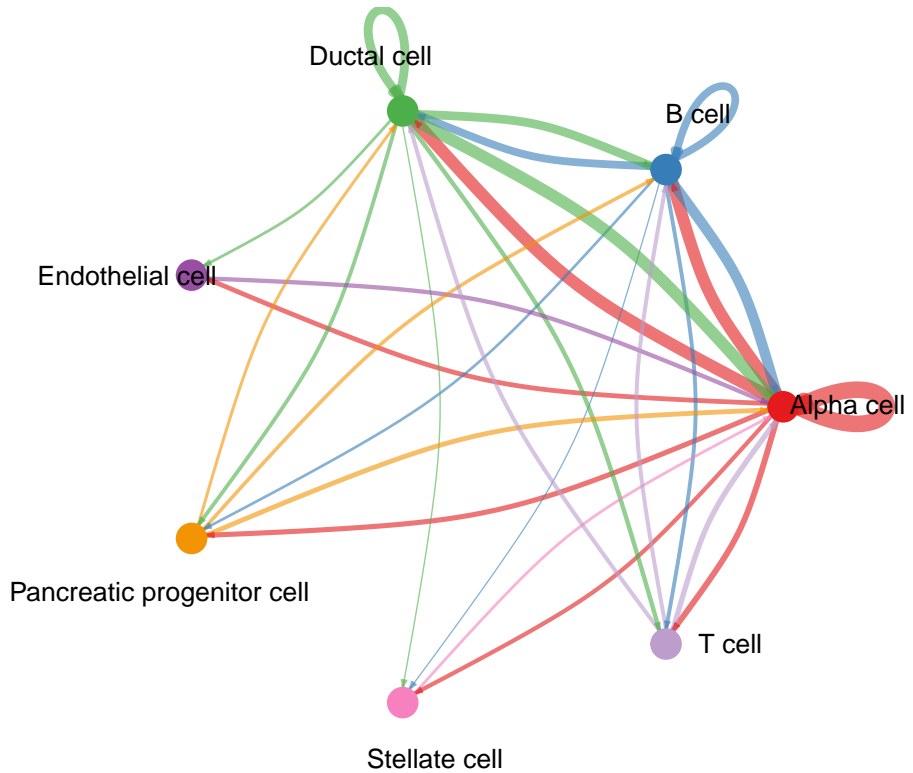 Ductal cell
B cell
Endothelial cell
Alpha cell
Pancreatic progenitor cell
T cell
Stellate cell